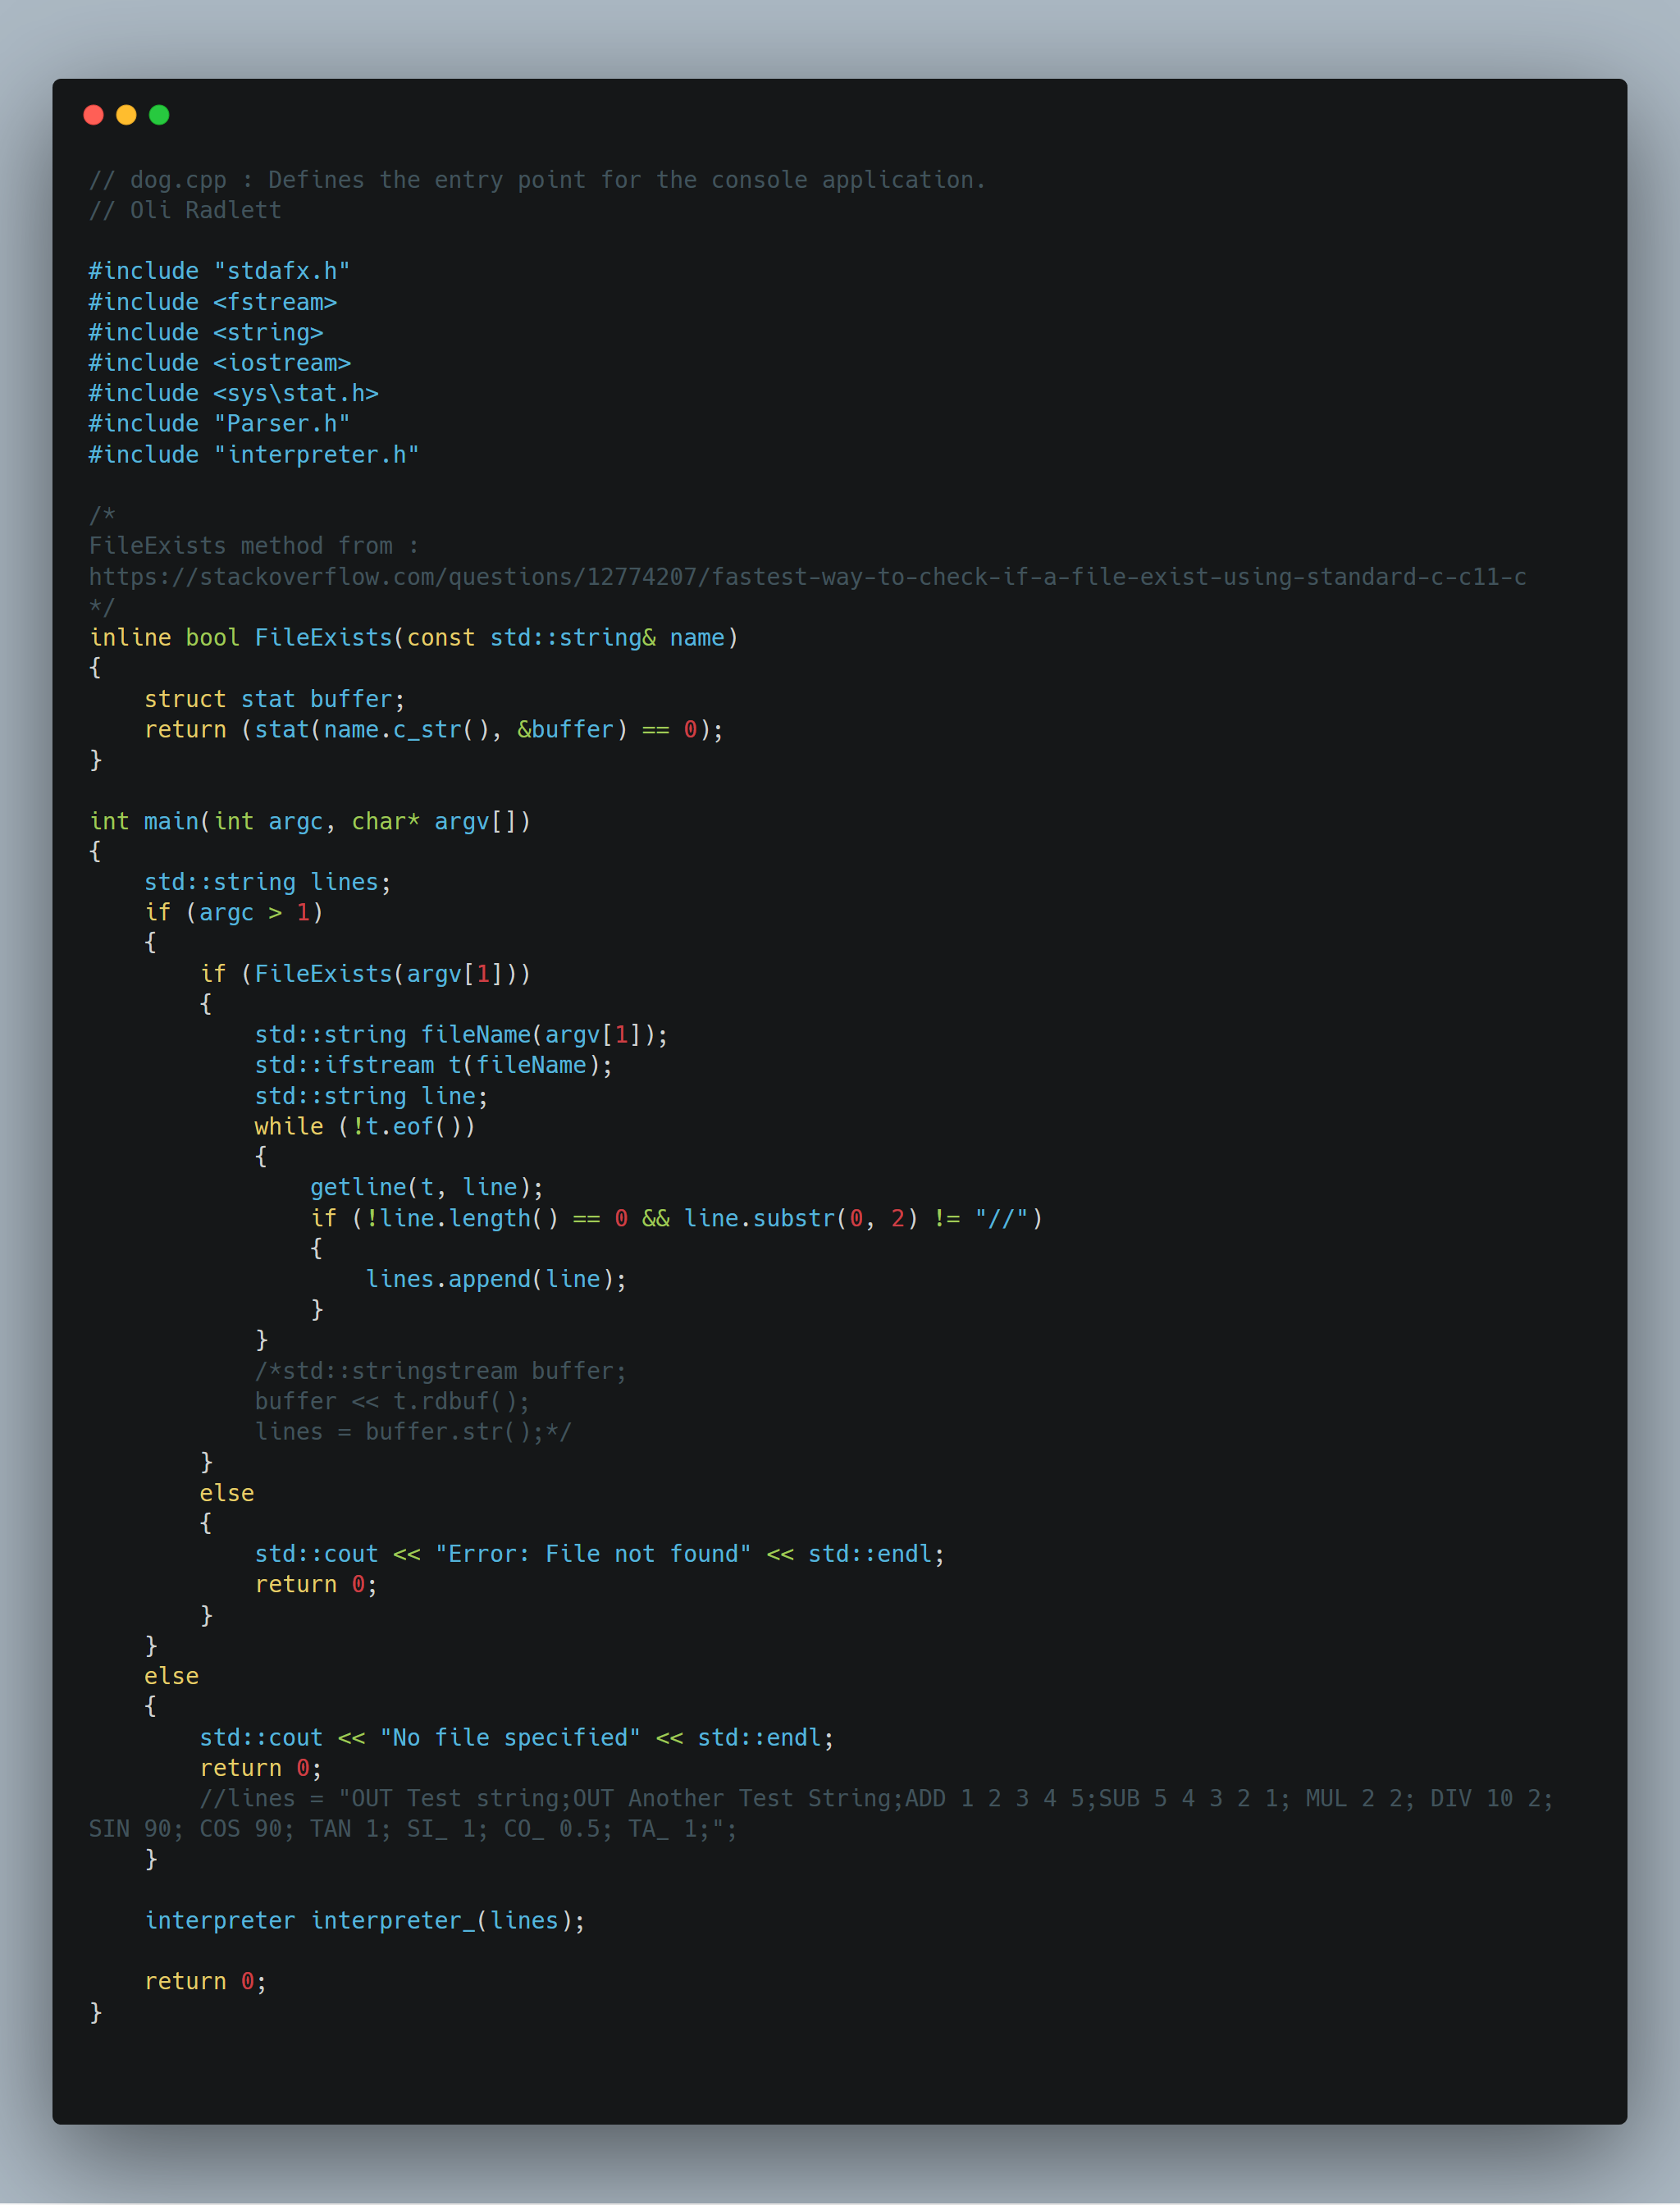 // dog.cpp : Defines the entry point for the console application.
// Oli Radlett

#include "stdafx.h"
#include <fstream>
#include <string>
#include <iostream>
#include <sys\stat.h>
#include "Parser.h"
#include "interpreter.h"

/*
FileExists method from :
https://stackoverflow.com/questions/12774207/fastest-way-to-check-if-a-file-exist-using-standard-c-c11-c
*/
inline bool FileExists(const std::string& name)
{
    struct stat buffer;
    return (stat(name.c_str(), &buffer) == 0);
}

int main(int argc, char* argv[])
{
    std::string lines;
    if (argc > 1)
    {
        if (FileExists(argv[1]))
        {
            std::string fileName(argv[1]);
            std::ifstream t(fileName);
            std::string line;
            while (!t.eof())
            {
                getline(t, line);
                if (!line.length() == 0 && line.substr(0, 2) != "//")
                {
                    lines.append(line);
                }
            }
            /*std::stringstream buffer;
            buffer << t.rdbuf();
            lines = buffer.str();*/
        }
        else
        {
            std::cout << "Error: File not found" << std::endl;
            return 0;
        }
    }
    else
    {
        std::cout << "No file specified" << std::endl;
        return 0;
        //lines = "OUT Test string;OUT Another Test String;ADD 1 2 3 4 5;SUB 5 4 3 2 1; MUL 2 2; DIV 10 2;
SIN 90; COS 90; TAN 1; SI_ 1; CO_ 0.5; TA_ 1;";
    }

    interpreter interpreter_(lines);

    return 0;
}